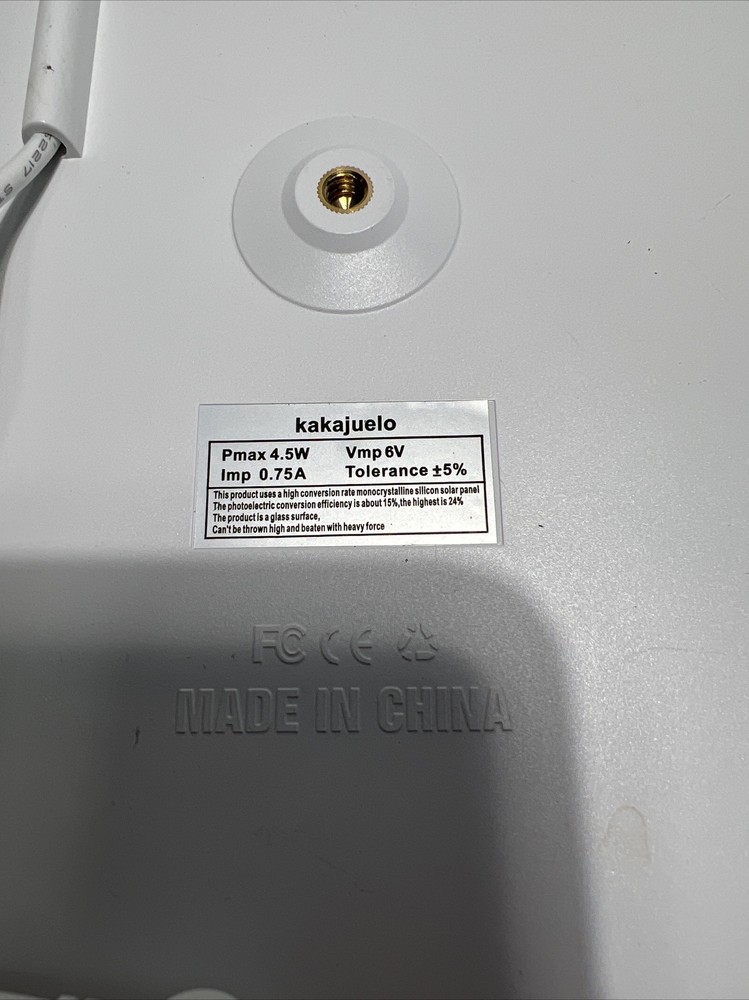 kakajuelo
Pmax 4.5W Vmp 6V
Imp 0.75A Tolerance ±5%
This product uses a high conversion rate monocrystalline silicon solar panel
The photoelectric conversion efficiency is about 15%,the highest is 24%
The product is a glass surface,
Can't be thrown high and beaten with heavy force
FC CE
MADE IN CHINA